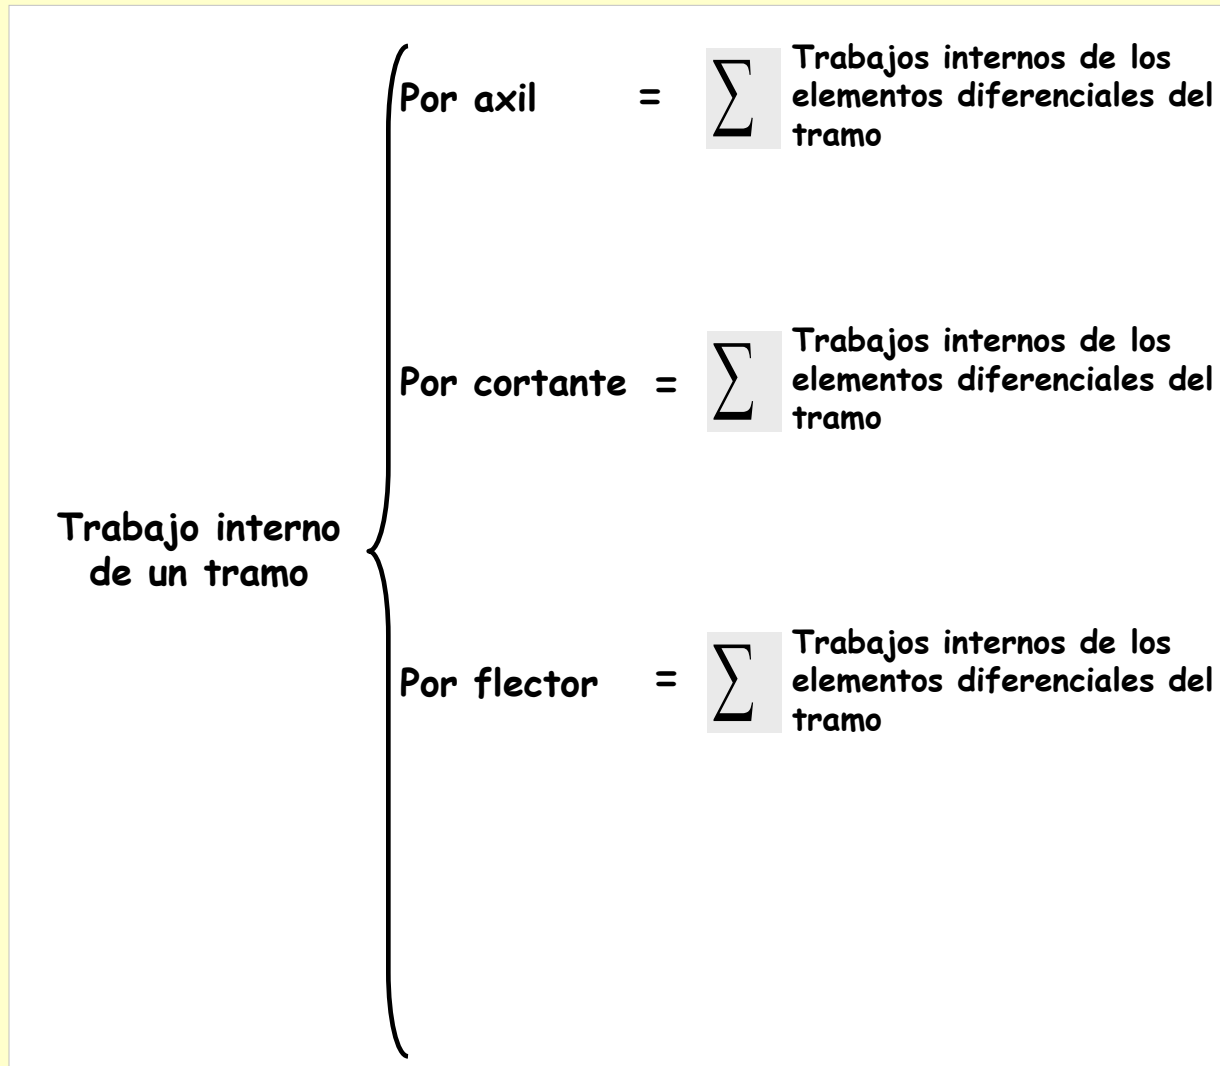 Trabajo interno
de un tramo
Por axil = ∑ Trabajos internos de los
elementos diferenciales del
tramo
Por cortante = ∑ Trabajos internos de los
elementos diferenciales del
tramo
Por flector = ∑ Trabajos internos de los
elementos diferenciales del
tramo